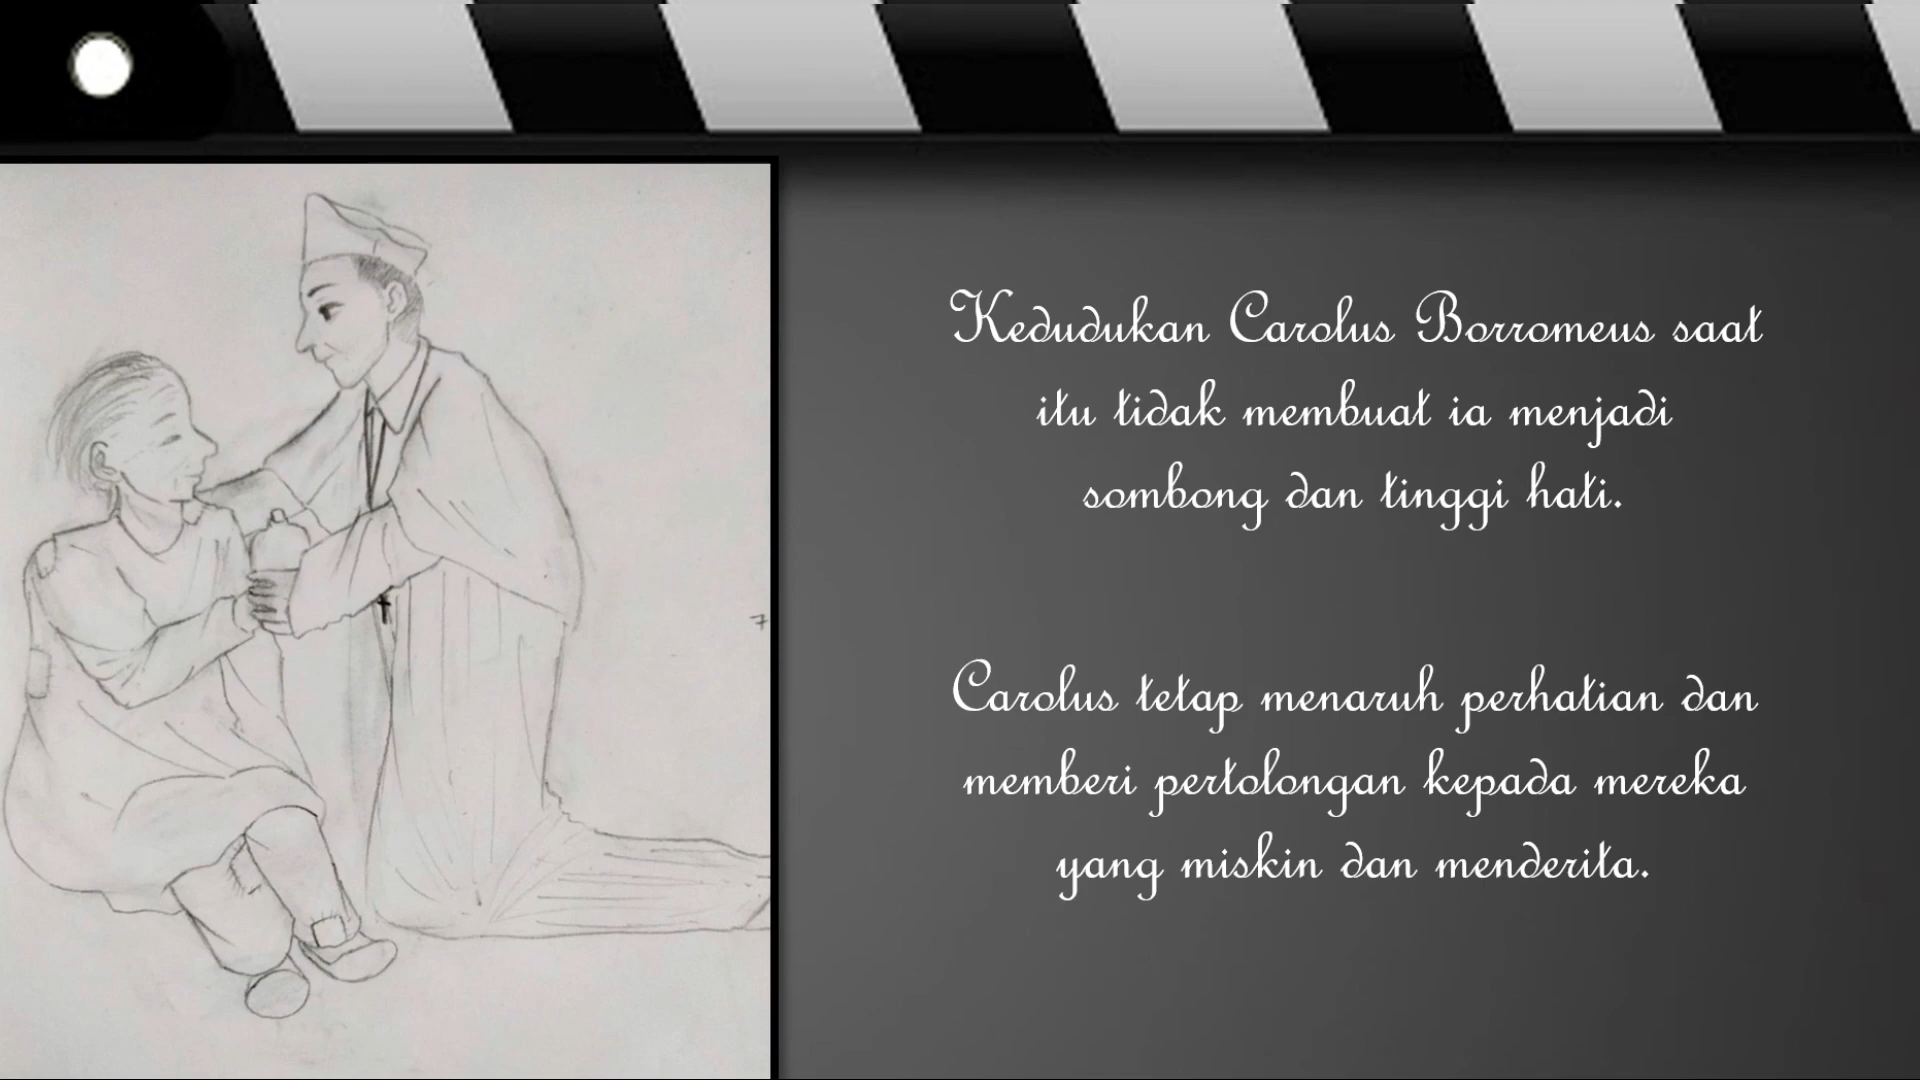 Kedudukan Carolus Borromeus saat
itu tidak membuat ia menjadi
sombong dan tinggi hati.
Carolus tetap menaruh perhatian dan
memberi pertolongan kepada mereka
yang miskin dan menderita.
7